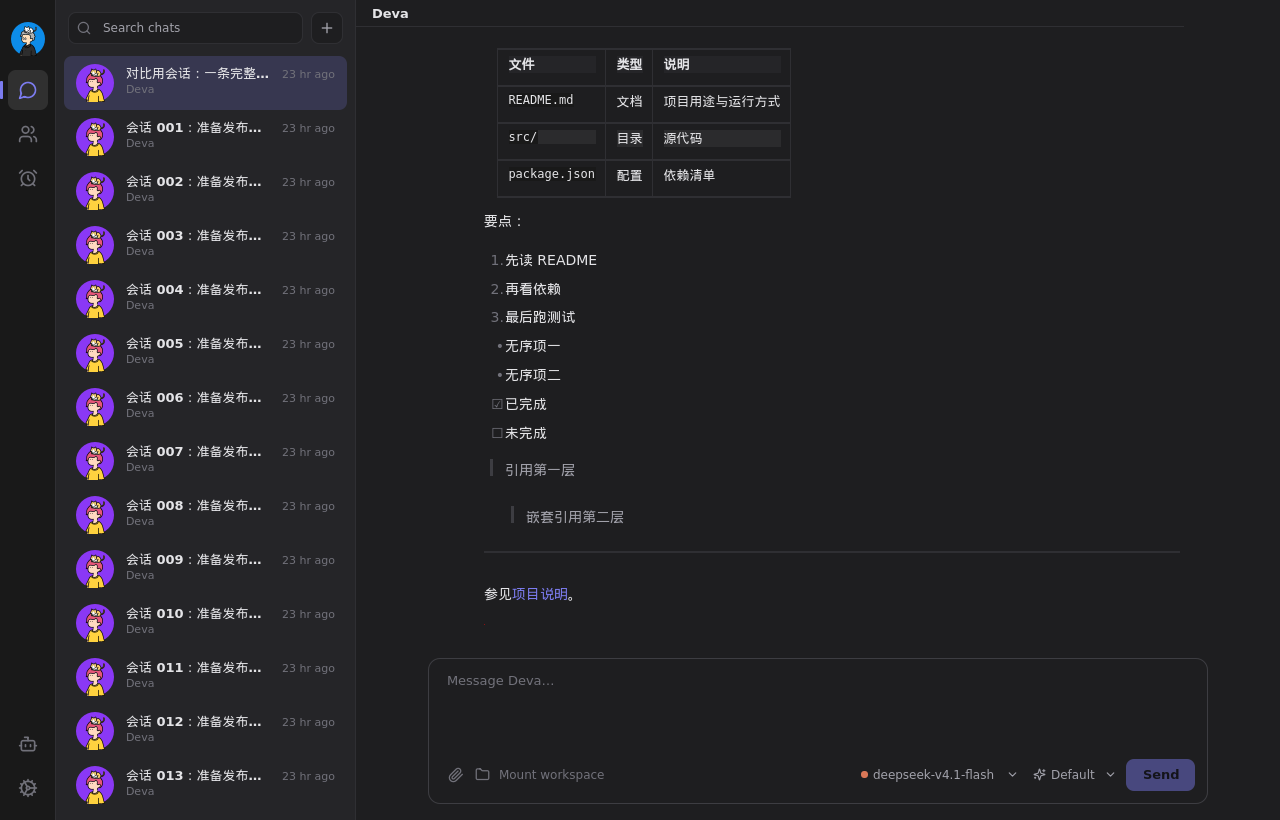 Search chats
对比用会话：一条完整... 23 hr ago
Deva
会话 001：准备发布... 23 hr ago
Deva
会话 002：准备发布... 23 hr ago
Deva
会话 003：准备发布... 23 hr ago
Deva
会话 004：准备发布... 23 hr ago
Deva
会话 005：准备发布... 23 hr ago
Deva
会话 006：准备发布... 23 hr ago
Deva
会话 007：准备发布... 23 hr ago
Deva
会话 008：准备发布... 23 hr ago
Deva
会话 009：准备发布... 23 hr ago
Deva
会话 010：准备发布... 23 hr ago
Deva
会话 011：准备发布... 23 hr ago
Deva
会话 012：准备发布... 23 hr ago
Deva
会话 013：准备发布... 23 hr ago
Deva
Deva
文件 类型 说明
README.md 文档 项目用途与运行方式
src/ 目录 源代码
package.json 配置 依赖清单
要点：
1. 先读 README
2. 再看依赖
3. 最后跑测试
• 无序项一
• 无序项二
☑ 已完成
☐ 未完成
引用第一层
嵌套引用第二层
参见项目说明。
Message Deva...
Mount workspace deepseek-v4.1-flash Default Send